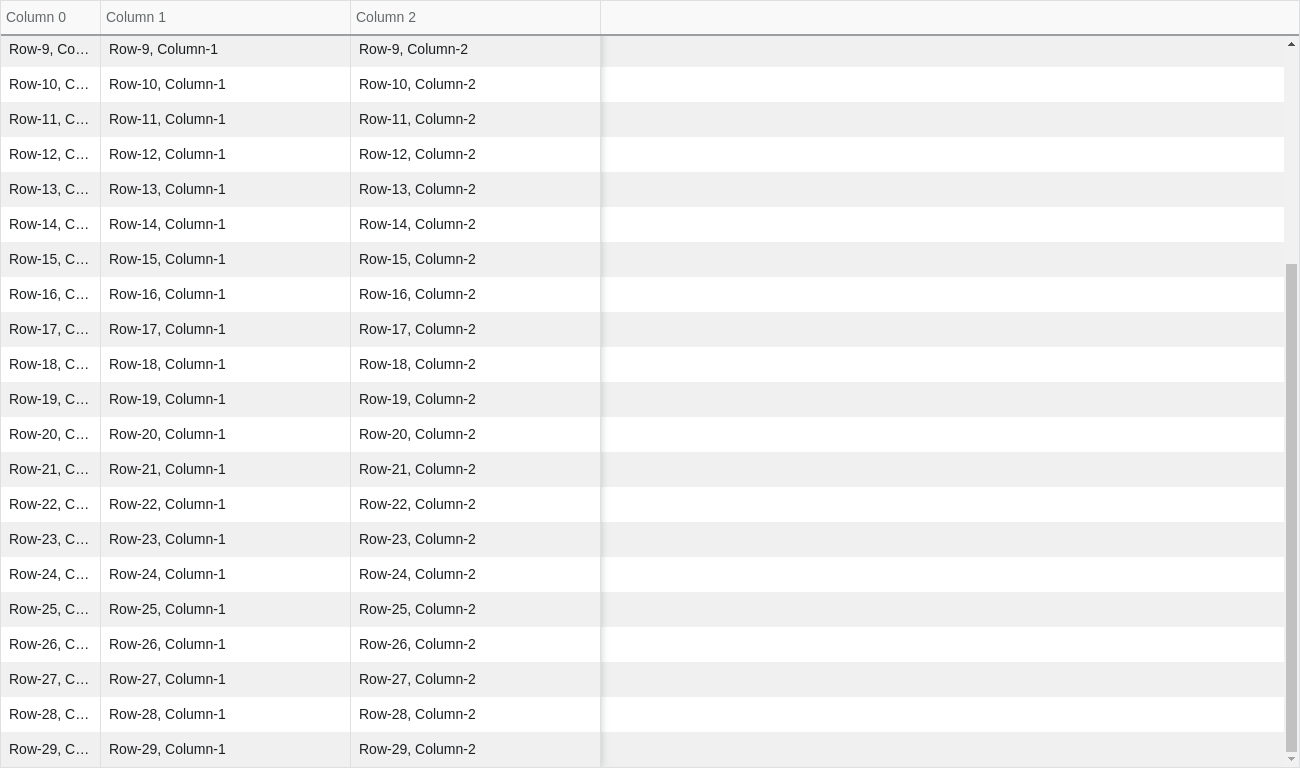 Column 0 Column 1 Column 2
Row-9, Co… Row-9, Column-1 Row-9, Column-2
Row-10, C… Row-10, Column-1 Row-10, Column-2
Row-11, C… Row-11, Column-1 Row-11, Column-2
Row-12, C… Row-12, Column-1 Row-12, Column-2
Row-13, C… Row-13, Column-1 Row-13, Column-2
Row-14, C… Row-14, Column-1 Row-14, Column-2
Row-15, C… Row-15, Column-1 Row-15, Column-2
Row-16, C… Row-16, Column-1 Row-16, Column-2
Row-17, C… Row-17, Column-1 Row-17, Column-2
Row-18, C… Row-18, Column-1 Row-18, Column-2
Row-19, C… Row-19, Column-1 Row-19, Column-2
Row-20, C… Row-20, Column-1 Row-20, Column-2
Row-21, C… Row-21, Column-1 Row-21, Column-2
Row-22, C… Row-22, Column-1 Row-22, Column-2
Row-23, C… Row-23, Column-1 Row-23, Column-2
Row-24, C… Row-24, Column-1 Row-24, Column-2
Row-25, C… Row-25, Column-1 Row-25, Column-2
Row-26, C… Row-26, Column-1 Row-26, Column-2
Row-27, C… Row-27, Column-1 Row-27, Column-2
Row-28, C… Row-28, Column-1 Row-28, Column-2
Row-29, C… Row-29, Column-1 Row-29, Column-2